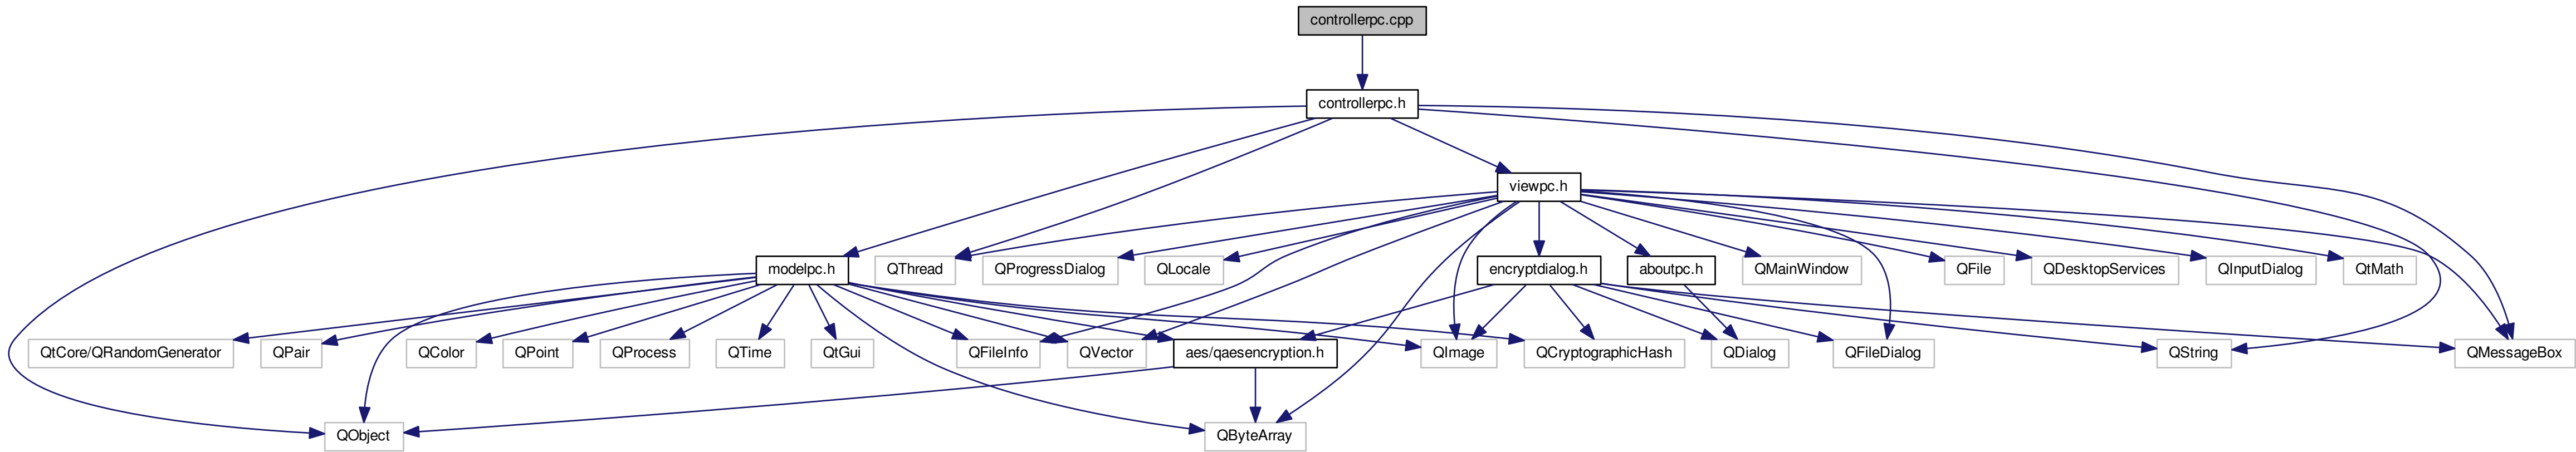 controllerpc.cpp
controllerpc.h
viewpc.h
modelpc.h
QThread
QProgressDialog
QLocale
encryptdialog.h
aboutpc.h
QMainWindow
QFile
QDesktopServices
QInputDialog
QtMath
QtCore/QRandomGenerator
QPair
QColor
QPoint
QProcess
QTime
QtGui
QFileInfo
QVector
aes/qaesencryption.h
QImage
QCryptographicHash
QDialog
QFileDialog
QString
QMessageBox
QObject
QByteArray